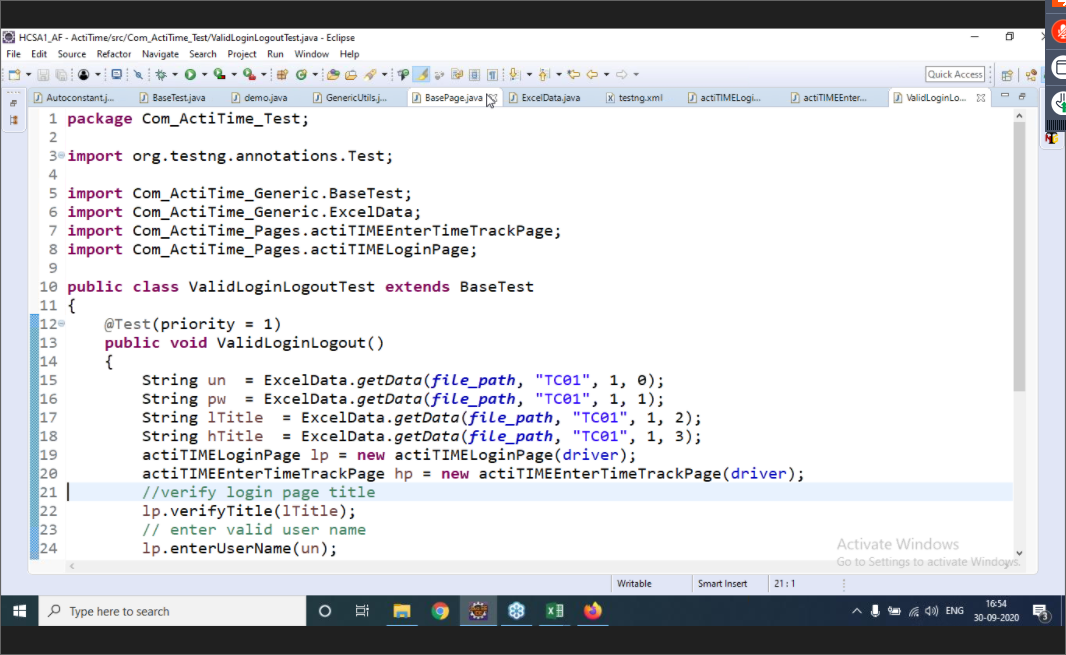 HCSA1_AF - ActiTime/src/Com_ActiTime_Test/ValidLoginLogoutTest.java - Eclipse
File Edit Source Refactor Navigate Search Project Run Window Help
Quick Access
Autoconstant.j... BaseTest.java demo.java GenericUtils.j... BasePage.java ExcelData.java testng.xml actiTIMELogi... actiTIMEEnter... ValidLoginLo...
1 package Com_ActiTime_Test;
2
3 import org.testng.annotations.Test;
4
5 import Com_ActiTime_Generic.BaseTest;
6 import Com_ActiTime_Generic.ExcelData;
7 import Com_ActiTime_Pages.actiTIMEEnterTimeTrackPage;
8 import Com_ActiTime_Pages.actiTIMELoginPage;
9
10 public class ValidLoginLogoutTest extends BaseTest
11 {
12 @Test(priority = 1)
13 public void ValidLoginLogout()
14 {
15 String un = ExcelData.getData(file_path, "TC01", 1, 0);
16 String pw = ExcelData.getData(file_path, "TC01", 1, 1);
17 String lTitle = ExcelData.getData(file_path, "TC01", 1, 2);
18 String hTitle = ExcelData.getData(file_path, "TC01", 1, 3);
19 actiTIMELoginPage lp = new actiTIMELoginPage(driver);
20 actiTIMEEnterTimeTrackPage hp = new actiTIMEEnterTimeTrackPage(driver);
21 //verify login page title
22 lp.verifyTitle(lTitle);
23 // enter valid user name
24 lp.enterUserName(un);
Activate Windows
Go to Settings to activate Windows.
Writable Smart Insert 21 : 1
Type here to search
ENG
16:54
30-09-2020
3